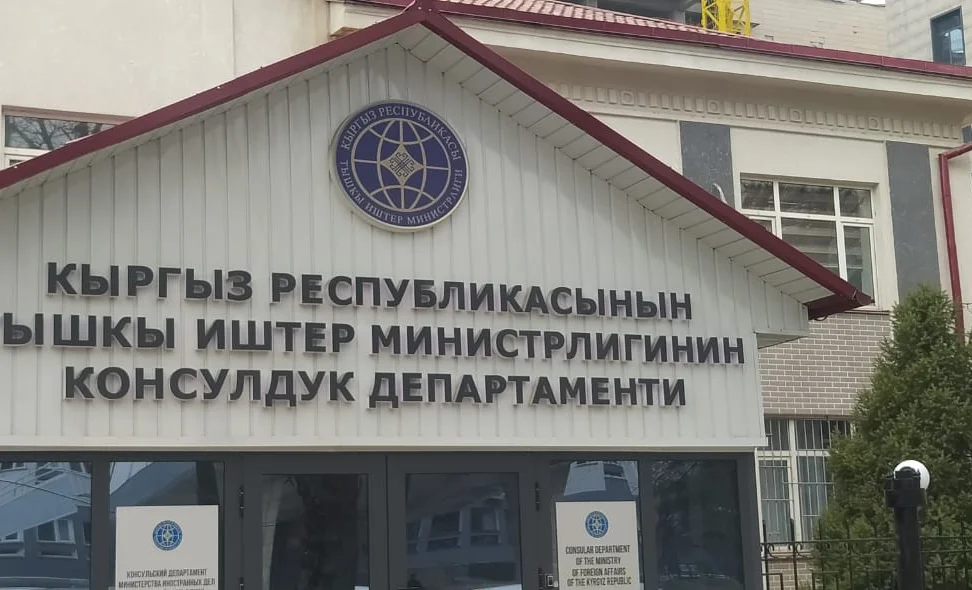 КЫРГЫЗ РЕСПУБЛИКАСЫ
ТЫШКЫ ИШТЕР МИНИСТРЛИГИ
КЫРГЫЗ РЕСПУБЛИКАСЫНЫН
ЫШКЫ ИШТЕР МИНИСТРЛИГИНИН
КОНСУЛДУК ДЕПАРТАМЕНТИ
КОНСУЛЬСКИЙ ДЕПАРТАМЕНТ
МИНИСТЕРСТВА ИНОСТРАННЫХ ДЕЛ
CONSULAR DEPARTMENT
OF THE MINISTRY
OF FOREIGN AFFAIRS
OF THE KYRGYZ REPUBLIC